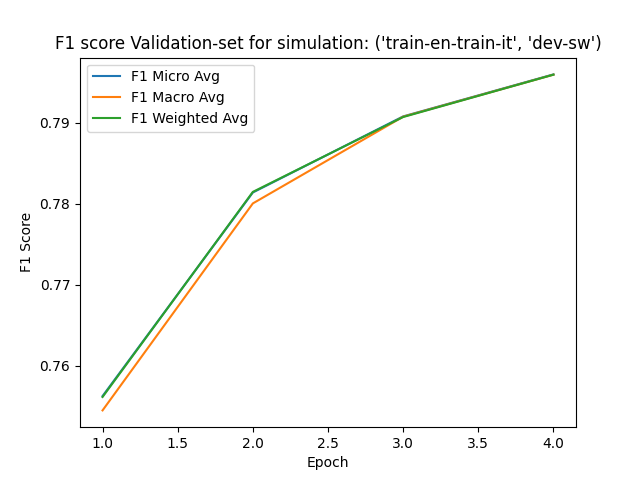 F1 score Validation-set for simulation: ('train-en-train-it', 'dev-sw')
F1 Micro Avg
F1 Macro Avg
F1 Weighted Avg
0.79
0.78
0.77
0.76
F1 Score
1.0 1.5 2.0 2.5 3.0 3.5 4.0
Epoch